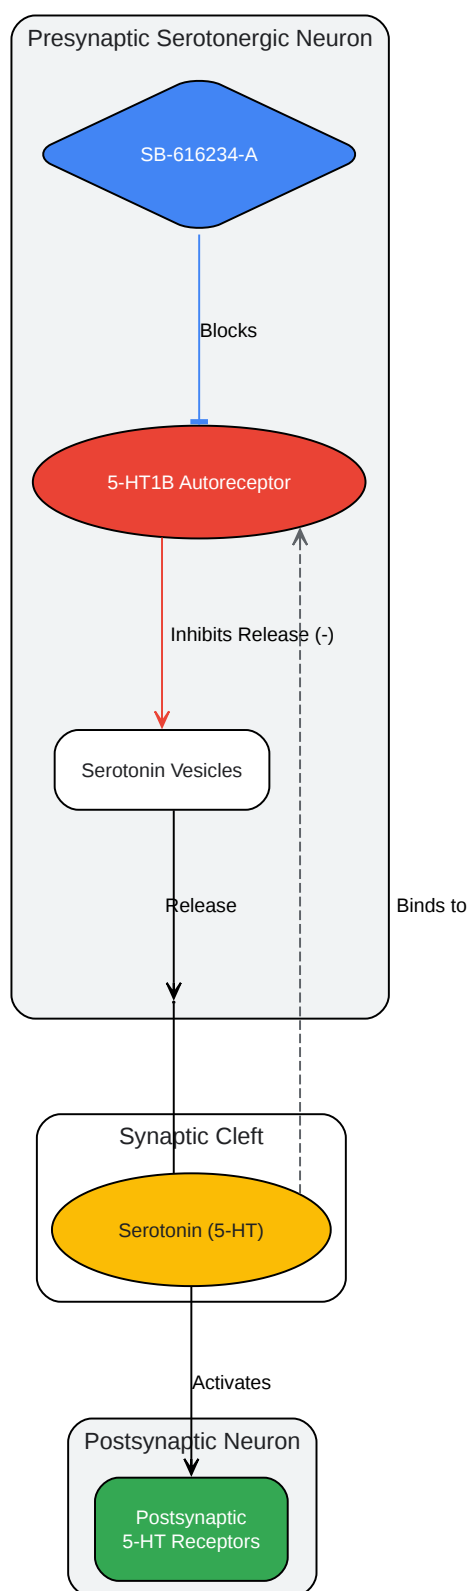 Presynaptic Serotonergic Neuron
SB-616234-A
Blocks
5-HT1B Autoreceptor
Inhibits Release (-)
Serotonin Vesicles
Release
Binds to
Synaptic Cleft
Serotonin (5-HT)
Activates
Postsynaptic Neuron
Postsynaptic
5-HT Receptors